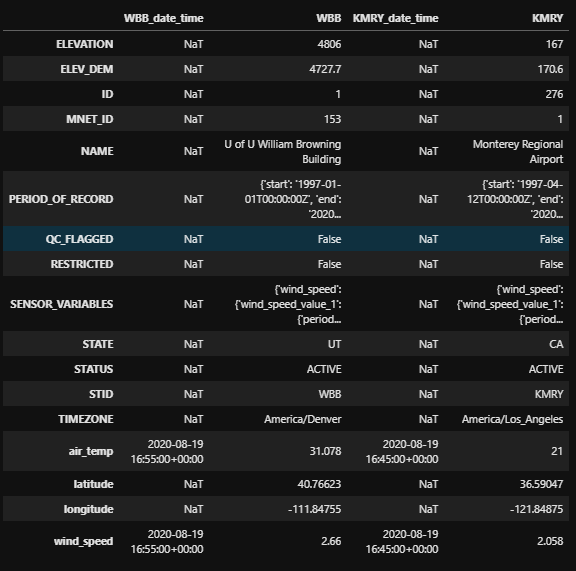 WBB_date_time WBB KMRY_date_time KMRY
ELEVATION NaT 4806 NaT 167
ELEV_DEM NaT 4727.7 NaT 170.6
ID NaT 1 NaT 276
MNET_ID NaT 153 NaT 1
NAME NaT U of U William Browning Building NaT Monterey Regional Airport
PERIOD_OF_RECORD NaT {'start': '1997-01-01T00:00:00Z', 'end': '2020... NaT {'start': '1997-04-12T00:00:00Z', 'end': '2020...
QC_FLAGGED NaT False NaT False
RESTRICTED NaT False NaT False
SENSOR_VARIABLES NaT {'wind_speed': {'wind_speed_value_1': {'period... NaT {'wind_speed': {'wind_speed_value_1': {'period...
STATE NaT UT NaT CA
STATUS NaT ACTIVE NaT ACTIVE
STID NaT WBB NaT KMRY
TIMEZONE NaT America/Denver NaT America/Los_Angeles
air_temp 2020-08-19 16:55:00+00:00 31.078 2020-08-19 16:45:00+00:00 21
latitude NaT 40.76623 NaT 36.59047
longitude NaT -111.84755 NaT -121.84875
wind_speed 2020-08-19 16:55:00+00:00 2.66 2020-08-19 16:45:00+00:00 2.058